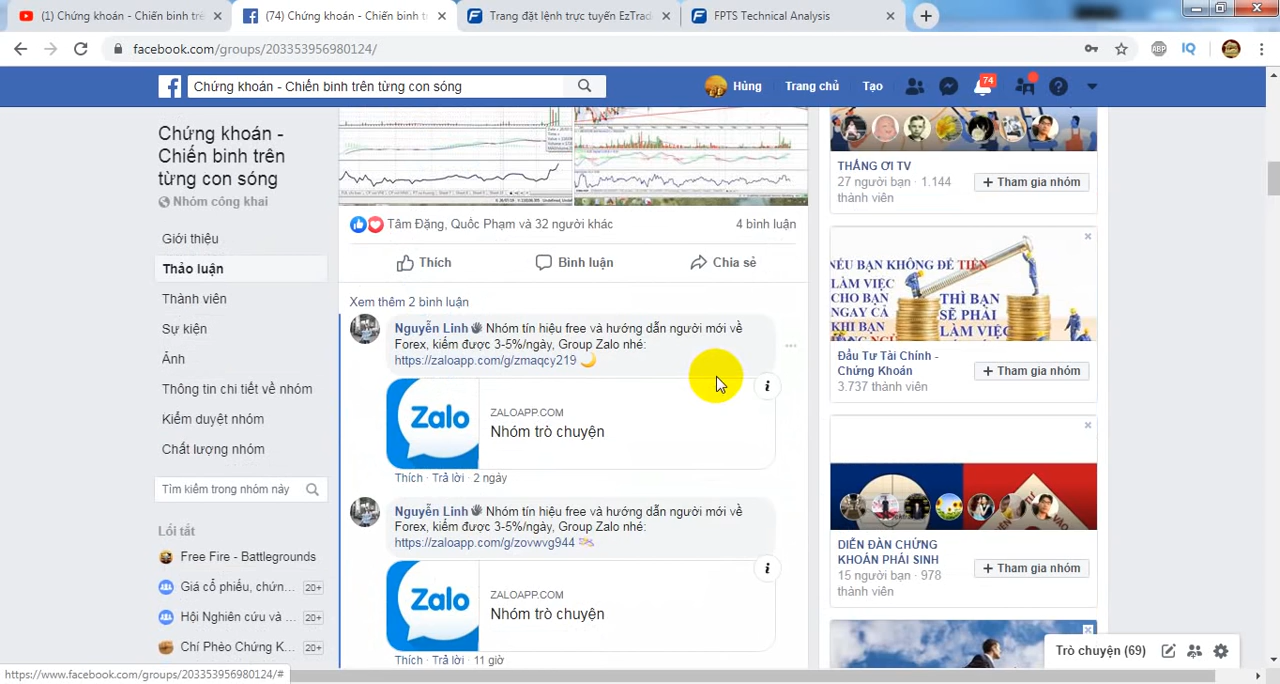 (1) Chứng khoán - Chiến binh trê
(74) Chứng khoán - Chiến binh t
Trang đặt lệnh trực tuyến EzTrad
FPTS Technical Analysis
facebook.com/groups/203353956980124/
ABP
IQ
Chứng khoán - Chiến binh trên từng con sóng
Hùng
Trang chủ
Tạo
74
Chứng khoán -
Chiến binh trên
từng con sóng
Nhóm công khai
Giới thiệu
Thảo luận
Thành viên
Sự kiện
Ảnh
Thông tin chi tiết về nhóm
Kiểm duyệt nhóm
Chất lượng nhóm
Tìm kiếm trong nhóm này
Lối tắt
Free Fire - Battlegrounds
Giá cổ phiếu, chứn... 20+
Hội Nghiên cứu và ... 20+
Chí Phèo Chứng K... 20+
Tâm Đặng, Quốc Phạm và 32 người khác
4 bình luận
Thích
Bình luận
Chia sẻ
Xem thêm 2 bình luận
Nguyễn Linh Nhóm tín hiệu free và hướng dẫn người mới về
Forex, kiếm được 3-5%/ngày, Group Zalo nhé:
https://zaloapp.com/g/zmaqcy219
Zalo
ZALOAPP.COM
Nhóm trò chuyện
Thích · Trả lời · 2 ngày
Nguyễn Linh Nhóm tín hiệu free và hướng dẫn người mới về
Forex, kiếm được 3-5%/ngày, Group Zalo nhé:
https://zaloapp.com/g/zovwvg944
Zalo
ZALOAPP.COM
Nhóm trò chuyện
Thích · Trả lời · 11 giờ
THẮNG ƠI TV
27 người bạn · 1.144
thành viên
+ Tham gia nhóm
NẾU BẠN KHÔNG ĐỂ TIỀN
LÀM VIỆC
CHO BẠN
NGAY CẢ
KHI BẠN
THÌ BẠN
SẼ PHẢI
LÀM VIỆC
Đầu Tư Tài Chính -
Chứng Khoán
3.737 thành viên
+ Tham gia nhóm
DIỄN ĐÀN CHỨNG
KHOÁN PHÁI SINH
15 người bạn · 978
thành viên
+ Tham gia nhóm
Trò chuyện (69)
https://www.facebook.com/groups/203353956980124/#